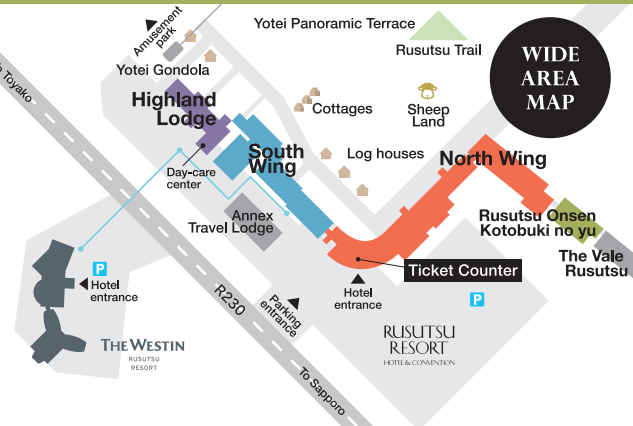 Amusement
park
Yotei Panoramic Terrace
Rusutsu Trail
WIDE
AREA
MAP
Toyako
Yotei Gondola
Highland
Lodge
Cottages
Sheep
Land
South
Wing
Log houses
North Wing
Day-care
center
Annex
Travel Lodge
Rusutsu Onsen
Kotobuki no yu
The Vale
Rusutsu
Ticket Counter
P
Hotel
entrance
R230
Parking
entrance
Hotel
entrance
P
RUSUTSU
RESORT
HOTEL & CONVENTION
THE WESTIN
RUSUTSU
RESORT
To Sapporo